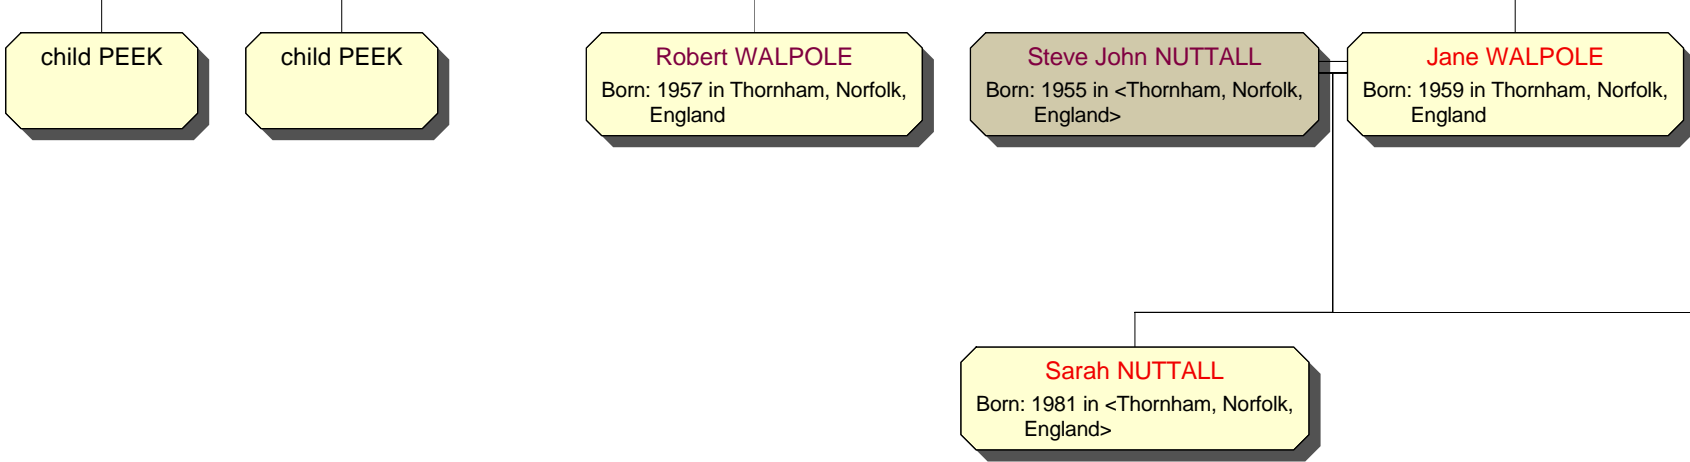 child PEEK
child PEEK
Robert WALPOLE
Born: 1957 in Thornham, Norfolk,
England
Steve John NUTTALL
Born: 1955 in <Thornham, Norfolk,
England>
Jane WALPOLE
Born: 1959 in Thornham, Norfolk,
England
Sarah NUTTALL
Born: 1981 in <Thornham, Norfolk,
England>